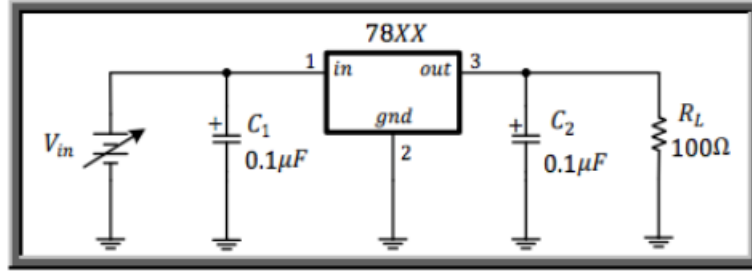 78XX
1 in out 3
gnd
2
V_in
+ C_1
0.1μF
+ C_2
0.1μF
R_L
100Ω